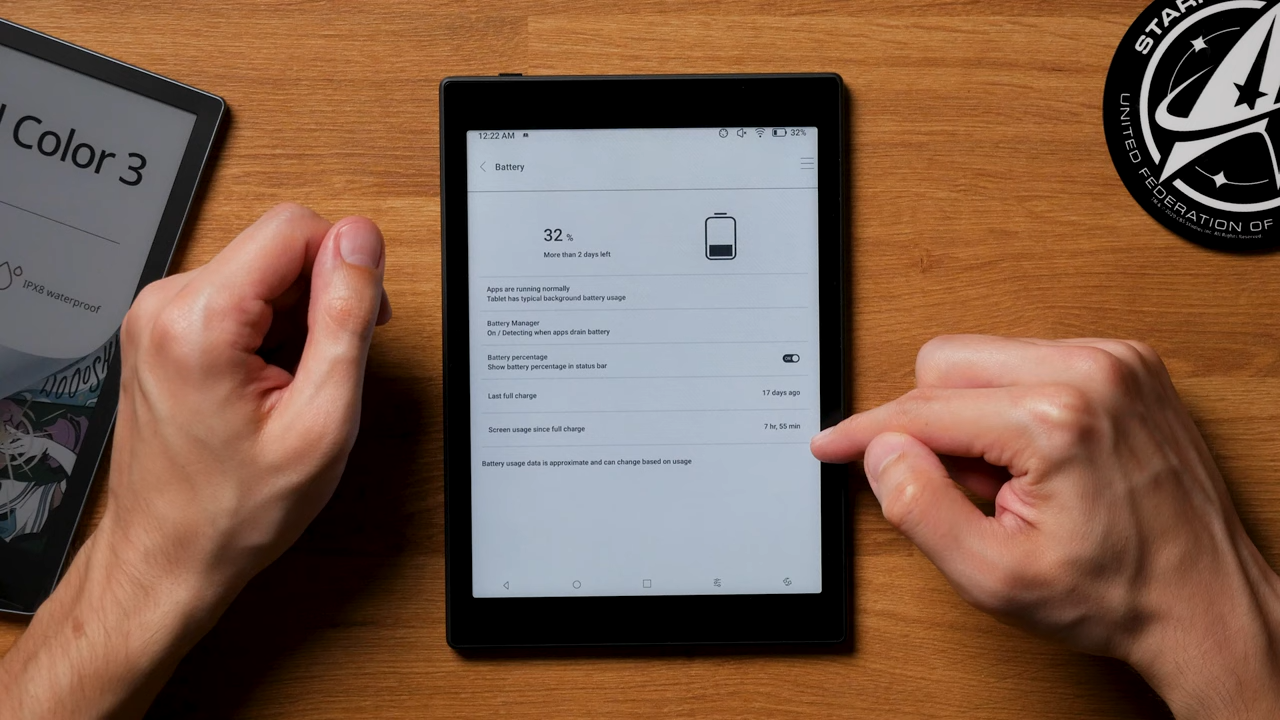 Color 3
IPX8 waterproof
WOOOSH
12:22 AM
32%
Battery
32 %
More than 2 days left
Apps are running normally
Tablet has typical background battery usage
Battery Manager
On / Detecting when apps drain battery
Battery percentage
Show battery percentage in status bar
ON
Last full charge
17 days ago
Screen usage since full charge
7 hr, 55 min
Battery usage data is approximate and can change based on usage
UNITED FEDERATION OF